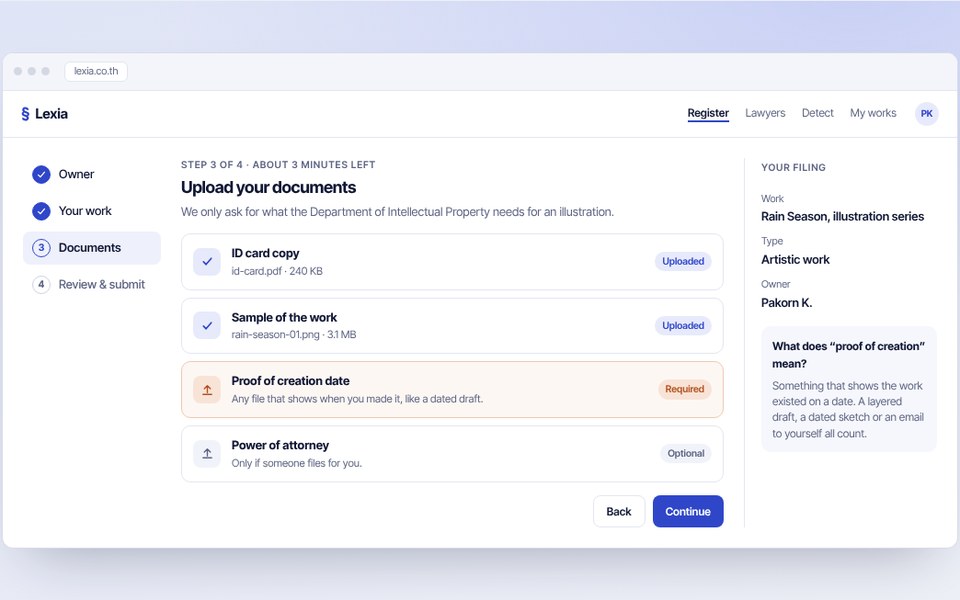 lexia.co.th
§ Lexia
Register Lawyers Detect My works PK
Owner
Your work
3 Documents
4 Review & submit
STEP 3 OF 4 · ABOUT 3 MINUTES LEFT
Upload your documents
We only ask for what the Department of Intellectual Property needs for an illustration.
ID card copy
id-card.pdf · 240 KB
Uploaded
Sample of the work
rain-season-01.png · 3.1 MB
Uploaded
Proof of creation date
Any file that shows when you made it, like a dated draft.
Required
Power of attorney
Only if someone files for you.
Optional
Back Continue
YOUR FILING
Work
Rain Season, illustration series
Type
Artistic work
Owner
Pakorn K.
What does “proof of creation”
mean?
Something that shows the work
existed on a date. A layered
draft, a dated sketch or an email
to yourself all count.